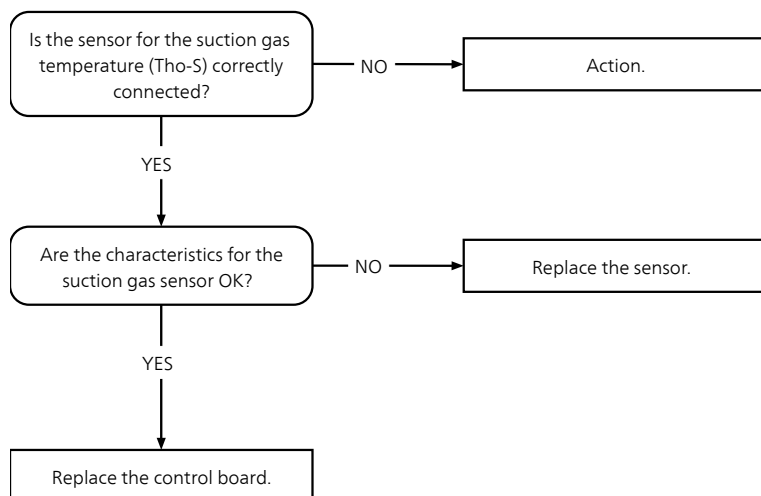 Is the sensor for the suction gas
temperature (Tho-S) correctly
connected?
NO
Action.
YES
Are the characteristics for the
suction gas sensor OK?
NO
Replace the sensor.
YES
Replace the control board.